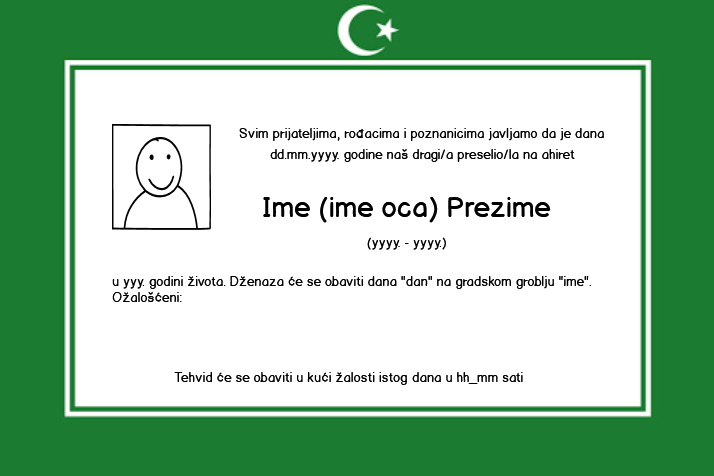 Svim prijateljima, rođacima i poznanicima javljamo da je dana
dd.mm.yyyy. godine naš dragi/a preselio/la na ahiret
Ime (ime oca) Prezime
(yyyy. - yyyy.)
u yyy. godini života. Dženaza će se obaviti dana "dan" na gradskom groblju "ime".
Ožalošćeni:
Tehvid će se obaviti u kući žalosti istog dana u hh_mm sati